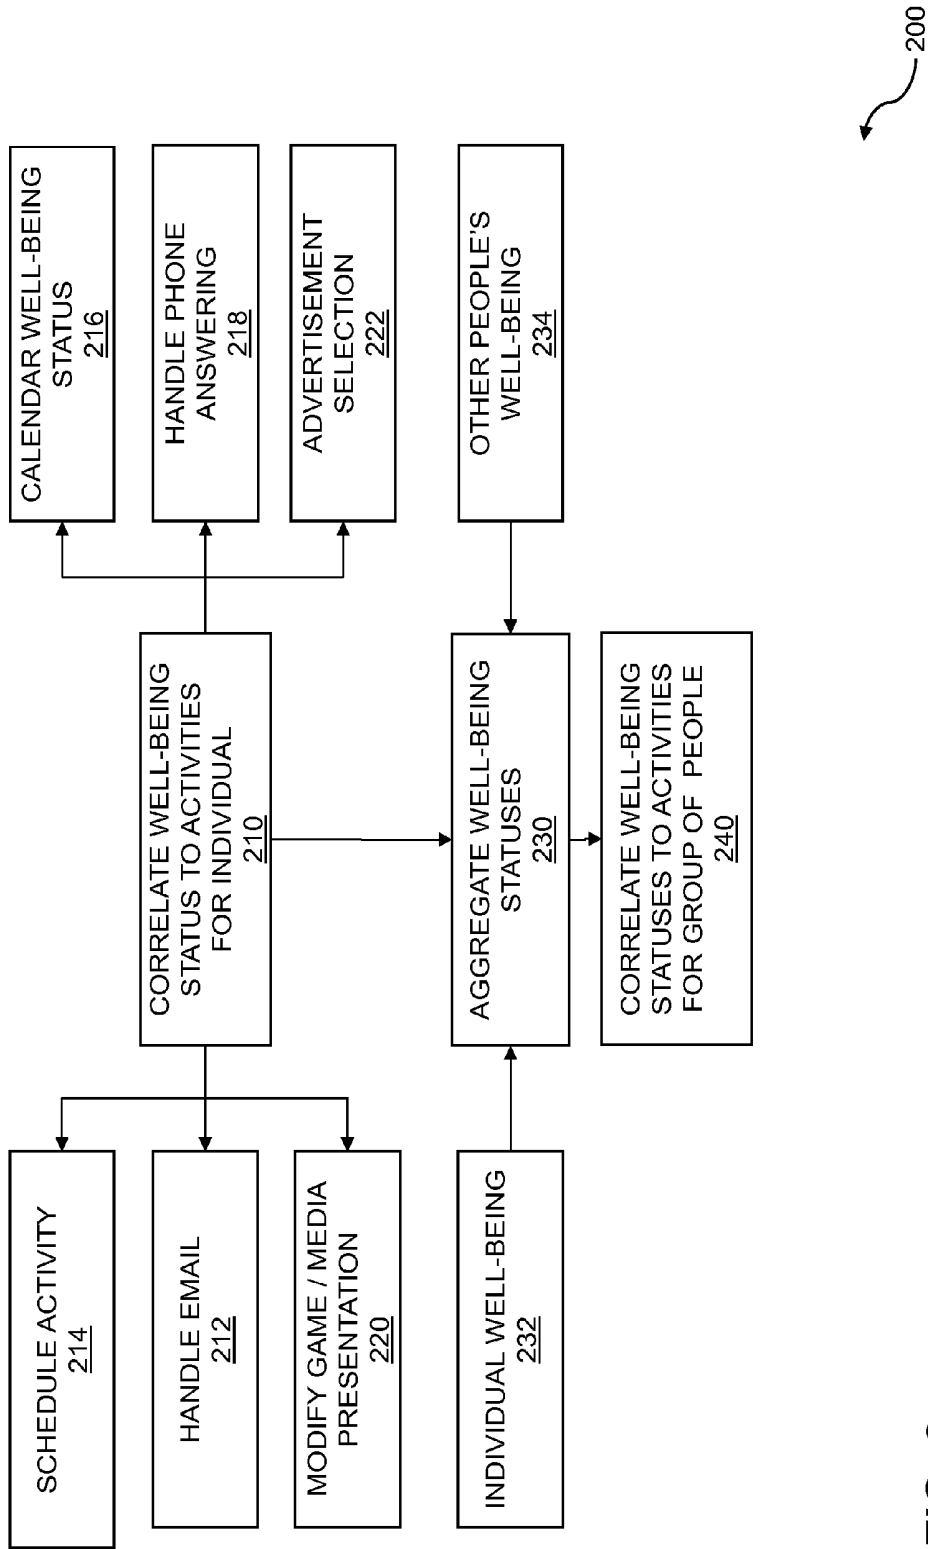 SCHEDULE ACTIVITY
214
CALENDAR WELL-BEING
STATUS
216
CORRELATE WELL-BEING
STATUS TO ACTIVITIES
FOR INDIVIDUAL
210
HANDLE EMAIL
212
HANDLE PHONE
ANSWERING
218
MODIFY GAME / MEDIA
PRESENTATION
220
ADVERTISEMENT
SELECTION
222
INDIVIDUAL WELL-BEING
232
AGGREGATE WELL-BEING
STATUSES
230
OTHER PEOPLE'S
WELL-BEING
234
CORRELATE WELL-BEING
STATUSES TO ACTIVITIES
FOR GROUP OF PEOPLE
240
200
FIG.